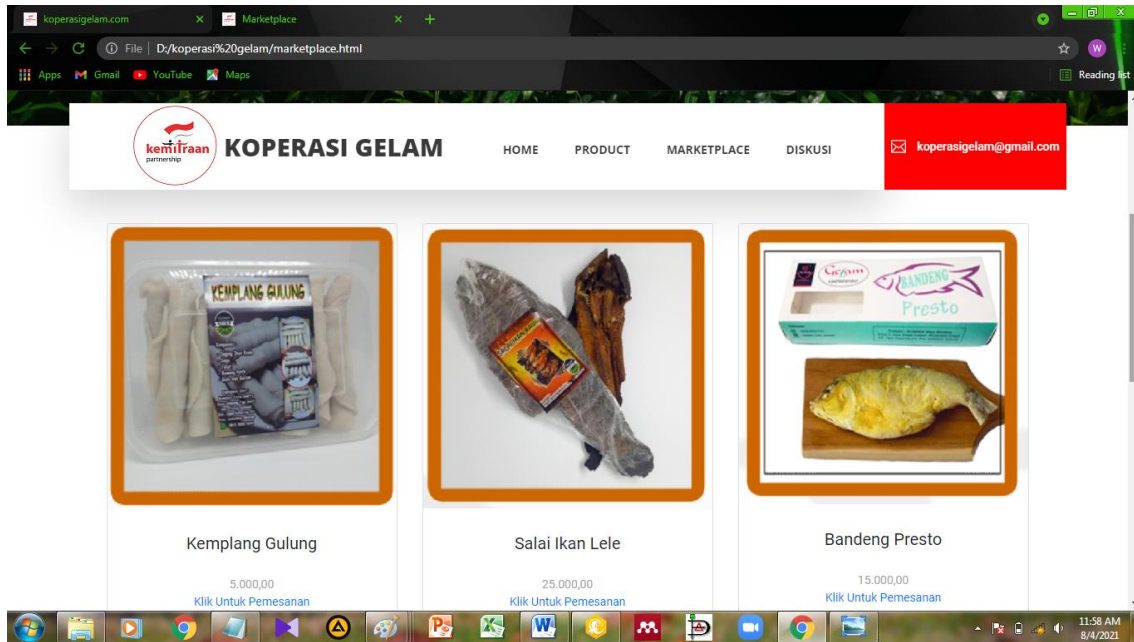 koperasigelam.com
Marketplace
File D:/koperasi%20gelam/marketplace.html
W
Apps Gmail YouTube Maps
Reading list
kemitraan
partnership
KOPERASI GELAM
HOME PRODUCT MARKETPLACE DISKUSI
koperasigelam@gmail.com
KEMPLANG GULUNG
Gelam
BANDENG
Presto
Kemplang Gulung
Salai Ikan Lele
Bandeng Presto
5.000,00
25.000,00
15.000,00
Klik Untuk Pemesanan
Klik Untuk Pemesanan
Klik Untuk Pemesanan
11:58 AM
8/4/2021